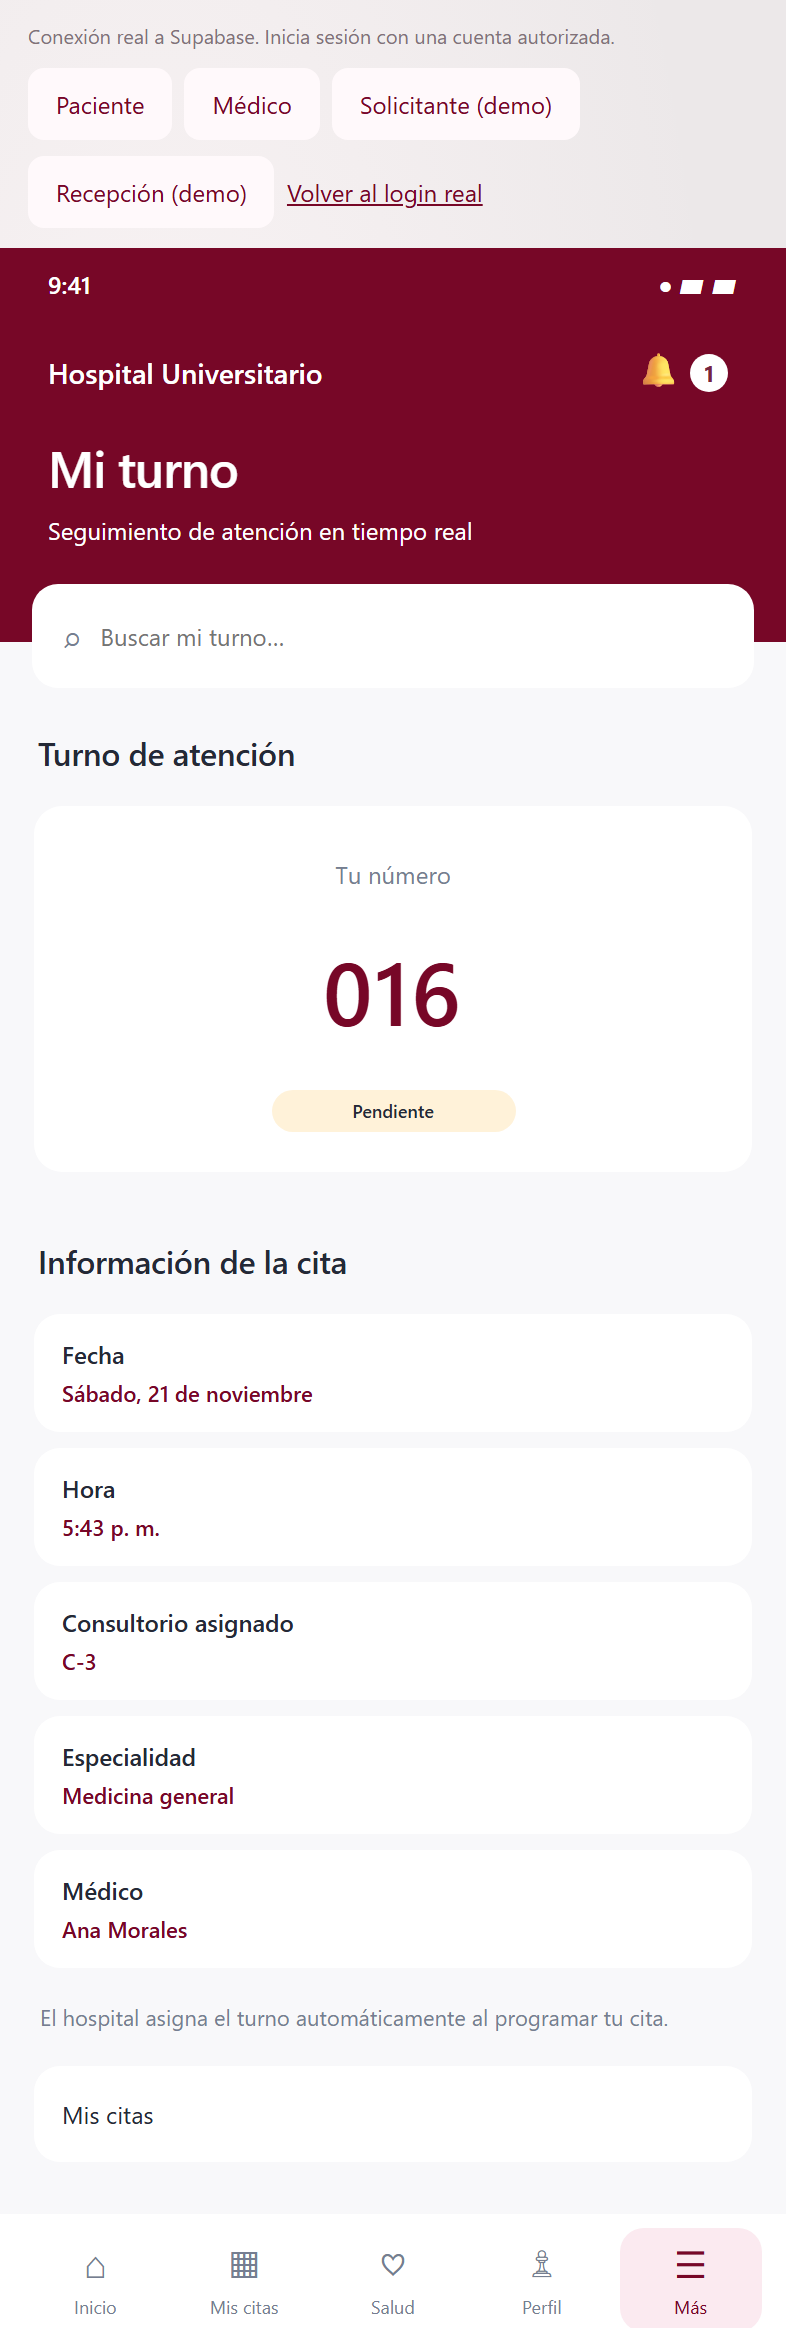 Conexión real a Supabase. Inicia sesión con una cuenta autorizada.
Paciente
Médico
Solicitante (demo)
Recepción (demo)
Volver al login real
9:41
Hospital Universitario
1
Mi turno
Seguimiento de atención en tiempo real
Buscar mi turno...
Turno de atención
Tu número
016
Pendiente
Información de la cita
Fecha
Sábado, 21 de noviembre
Hora
5:43 p. m.
Consultorio asignado
C-3
Especialidad
Medicina general
Médico
Ana Morales
El hospital asigna el turno automáticamente al programar tu cita.
Mis citas
Inicio
Mis citas
Salud
Perfil
Más